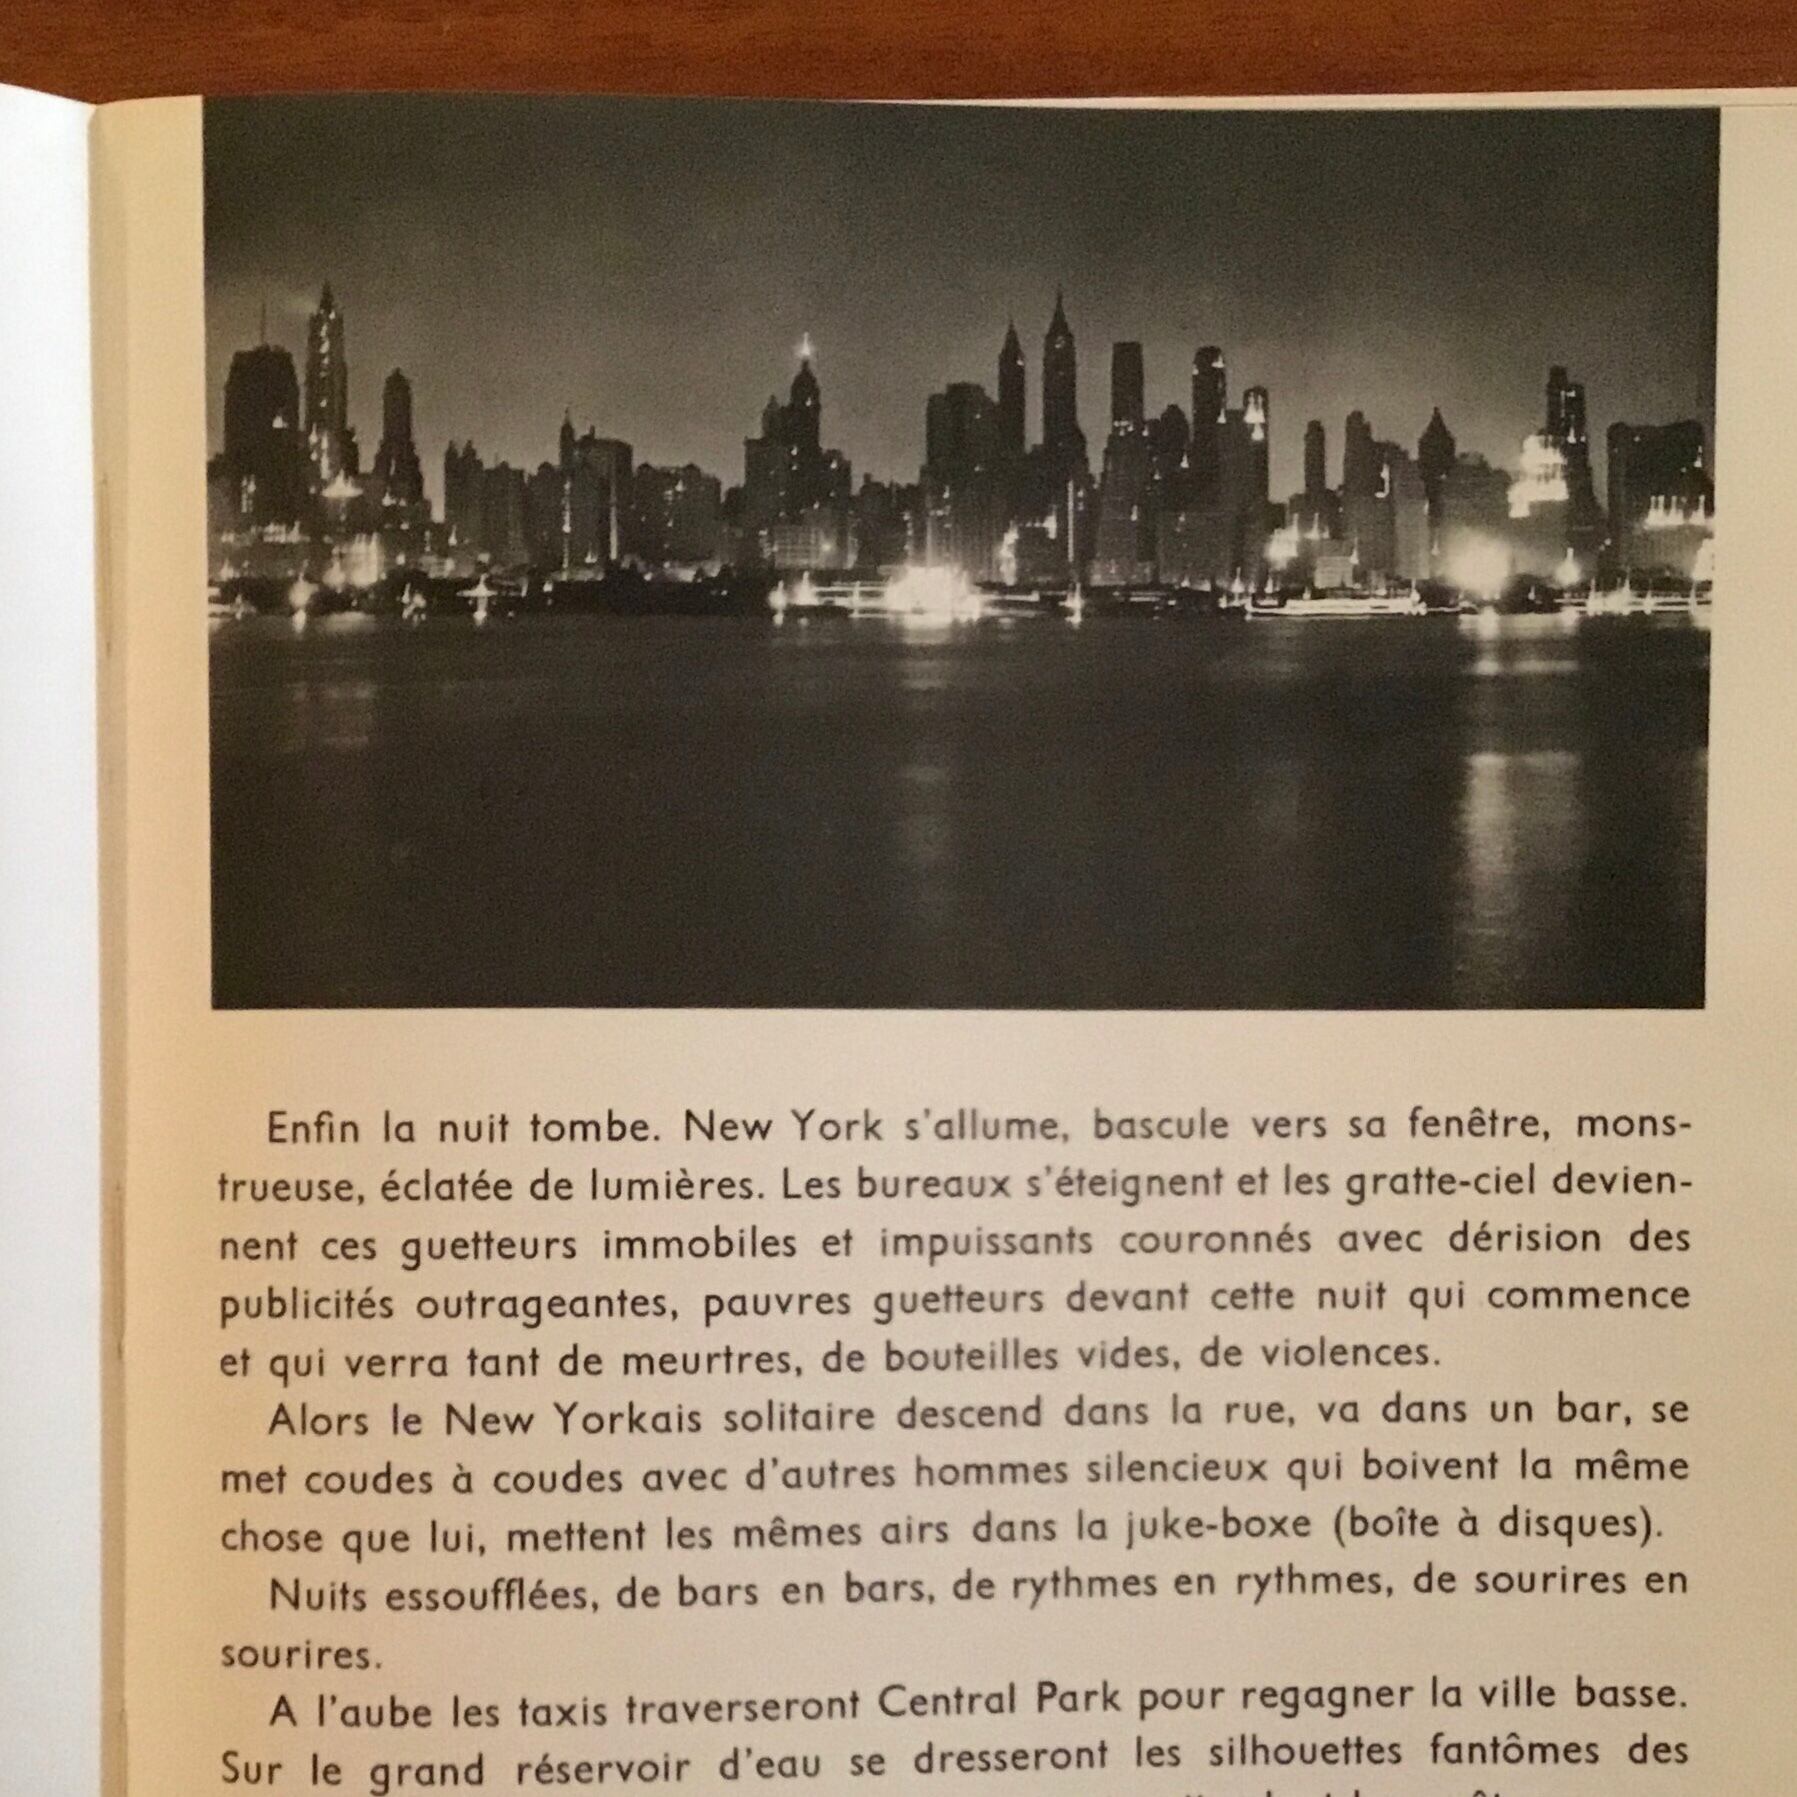 Enfin la nuit tombe. New York s'allume, bascule vers sa fenêtre, mons-
trueuse, éclatée de lumières. Les bureaux s'éteignent et les gratte-ciel devien-
nent ces guetteurs immobiles et impuissants couronnés avec dérision des
publicités outrageantes, pauvres guetteurs devant cette nuit qui commence
et qui verra tant de meurtres, de bouteilles vides, de violences.
Alors le New Yorkais solitaire descend dans la rue, va dans un bar, se
met coudes à coudes avec d'autres hommes silencieux qui boivent la même
chose que lui, mettent les mêmes airs dans la juke-boxe (boîte à disques).
Nuits essoufflées, de bars en bars, de rythmes en rythmes, de sourires en
sourires.
A l'aube les taxis traverseront Central Park pour regagner la ville basse.
Sur le grand réservoir d'eau se dresseront les silhouettes fantômes des